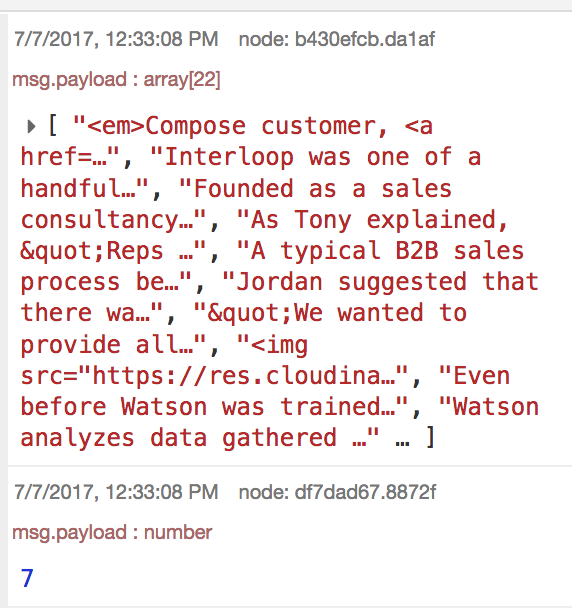 7/7/2017, 12:33:08 PM node: b430efcb.da1af
msg.payload : array[22]
[ "<em>Compose customer, <a
href=…", "Interloop was one of a
handful…", "Founded as a sales
consultancy…", "As Tony explained,
&quot;Reps …", "A typical B2B sales
process be…", "Jordan suggested that
there wa…", "&quot;We wanted to
provide all…", "<img
src="https://res.cloudina…", "Even
before Watson was trained…", "Watson
analyzes data gathered …" … ]
7/7/2017, 12:33:08 PM node: df7dad67.8872f
msg.payload : number
7